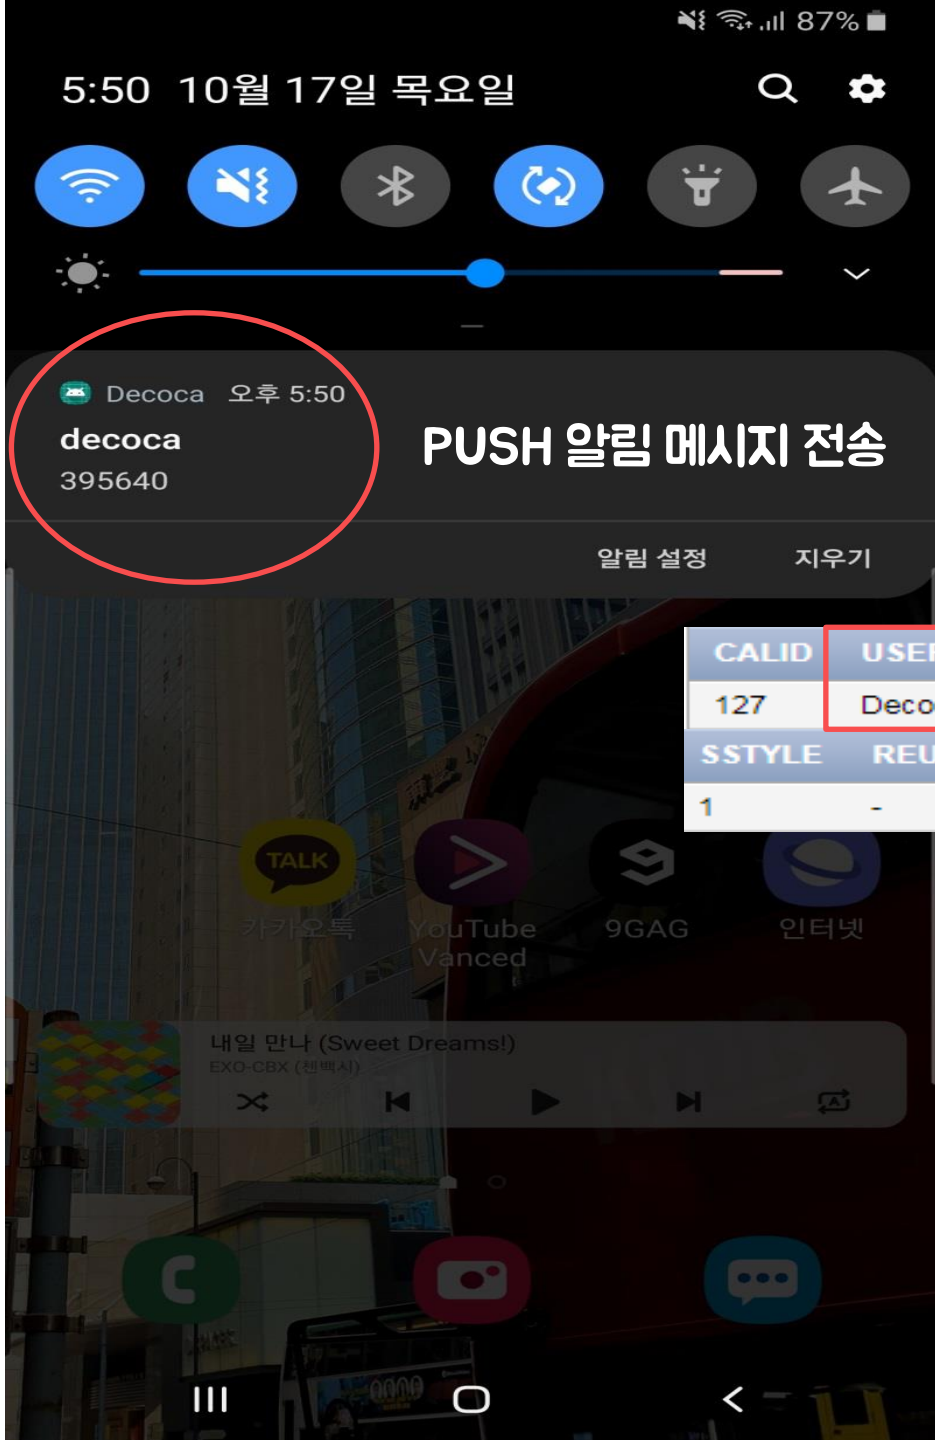 87%
5:50 10월 17일 목요일
Decoca 오후 5:50
decoca
395640
PUSH 알림 메시지 전송
알림 설정 지우기
CALID
127
SSTYLE
1 -
TALK
카카오톡 YouTube Vanced 9GAG 인터넷
내일 만나 (Sweet Dreams!)
EXO-CBX (첸백시)
A